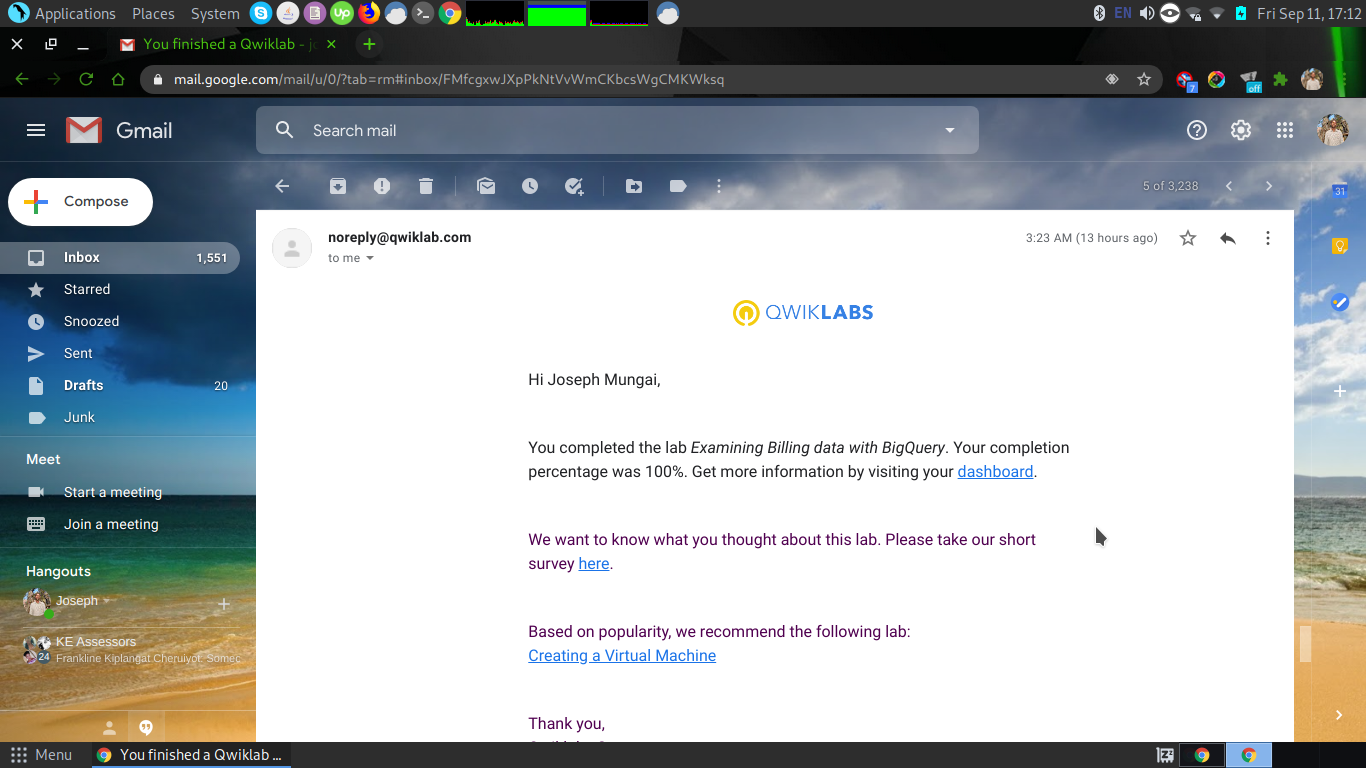 Applications Places System Up EN Fri Sep 11, 17:12
You finished a Qwiklab - jo
mail.google.com/mail/u/0/?tab=rm#inbox/FMfcgxwJXpPkNtVvWmCKbcsWgCMKWksq 7 off
Gmail Search mail
Compose 5 of 3,238 31
Inbox 1,551
Starred
Snoozed
Sent
Drafts 20
Junk
Meet
Start a meeting
Join a meeting
Hangouts
Joseph
KE Assessors
24 Frankline Kiplangat Cheruiyot, Somec
noreply@qwiklab.com 3:23 AM (13 hours ago)
to me
QWIKLABS
Hi Joseph Mungai,
You completed the lab Examining Billing data with BigQuery. Your completion
percentage was 100%. Get more information by visiting your dashboard.
We want to know what you thought about this lab. Please take our short
survey here.
Based on popularity, we recommend the following lab:
Creating a Virtual Machine
Thank you,
Menu You finished a Qwiklab ...